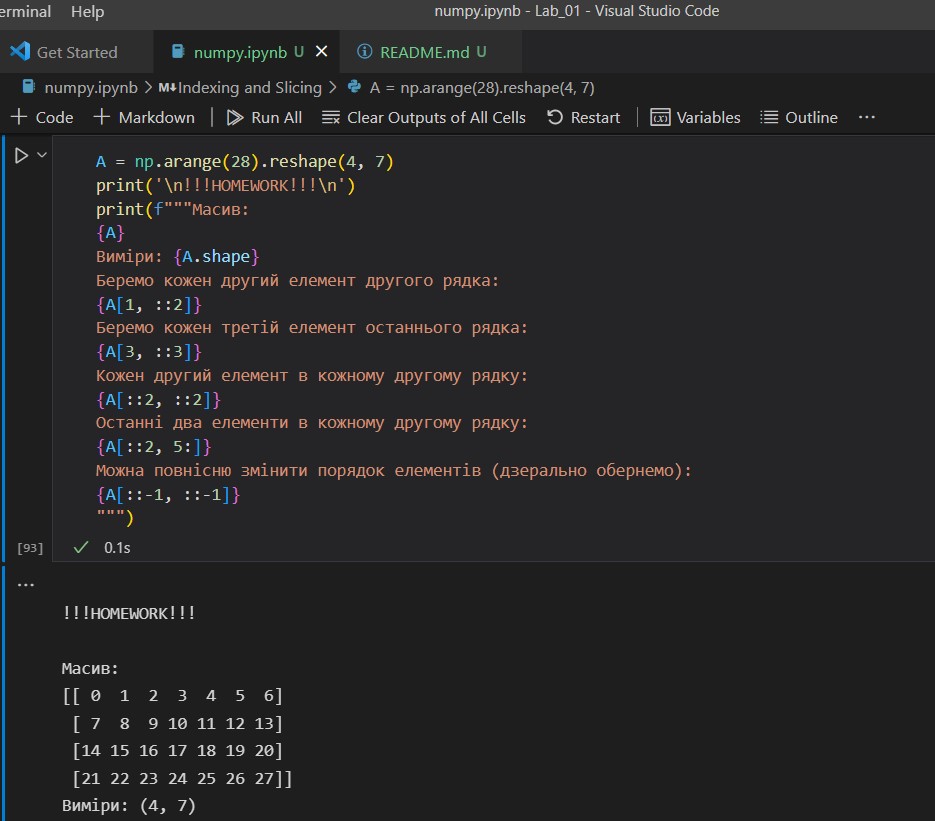 erminal Help
numpy.ipynb - Lab_01 - Visual Studio Code
Get Started numpy.ipynb U README.md U
numpy.ipynb > M↓Indexing and Slicing > A = np.arange(28).reshape(4, 7)
+ Code + Markdown | Run All Clear Outputs of All Cells Restart | Variables Outline ...
A = np.arange(28).reshape(4, 7)
print('\n!!!HOMEWORK!!!\n')
print(f"""Масив:
{A}
Виміри: {A.shape}
Беремо кожен другий елемент другого рядка:
{A[1, ::2]}
Беремо кожен третій елемент останнього рядка:
{A[3, ::3]}
Кожен другий елемент в кожному другому рядку:
{A[::2, ::2]}
Останні два елементи в кожному другому рядку:
{A[::2, 5:]}
Можна повнісню змінити порядок елементів (дзерально обернемо):
{A[::-1, ::-1]}
""")
[93] ✓ 0.1s
...
!!!HOMEWORK!!!
Масив:
[[ 0  1  2  3  4  5  6]
 [ 7  8  9 10 11 12 13]
 [14 15 16 17 18 19 20]
 [21 22 23 24 25 26 27]]
Виміри: (4, 7)